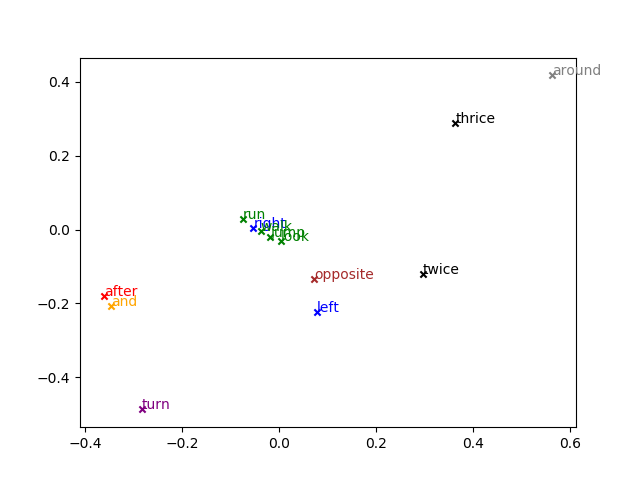 around
0.4
thrice
0.2
run
right
walk
0.0
jump
look
opposite
twice
after
and
−0.2
left
−0.4
turn
−0.4
−0.2
0.0
0.2
0.4
0.6